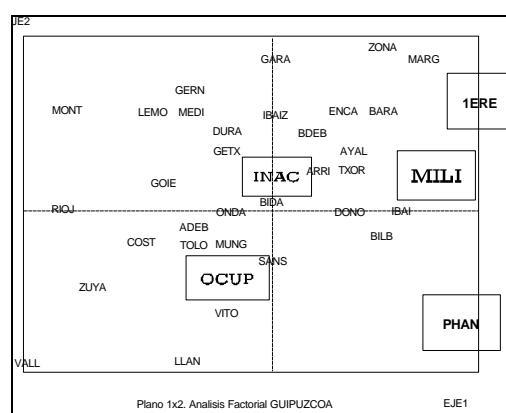 JE2
ZONA
GARA MARG
GERN 1ERE
MONT LEMO MEDI IBAIZ ENCA BARA
DURA BDEB
GETX AYAL
INAC ARRI TXOR MILI
GOIE
BIDA
RIOJ ONDA DONO IBAI
ADEB
COST TOLO MUNG BILB
SANS
OCUP
ZUYA
VITO PHAN
VALL LLAN
Plano 1x2. Analisis Factorial GUIPUZCOA EJE1